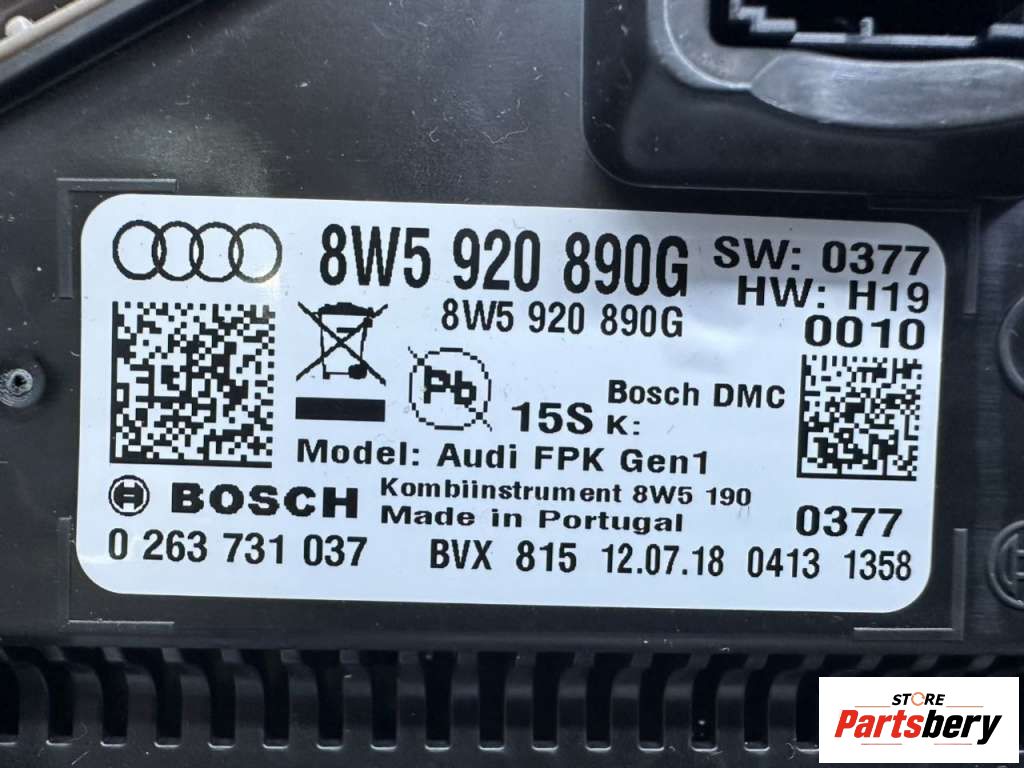 8W5 920 890G SW: 0377
8W5 920 890G HW: H19
0010
Pb
15S Bosch DMC
K:
Model: Audi FPK Gen1
BOSCH Kombiinstrument 8W5 190
Made in Portugal 0377
0 263 731 037 BVX 815 12.07.18 0413 1358
STORE
Partsbery